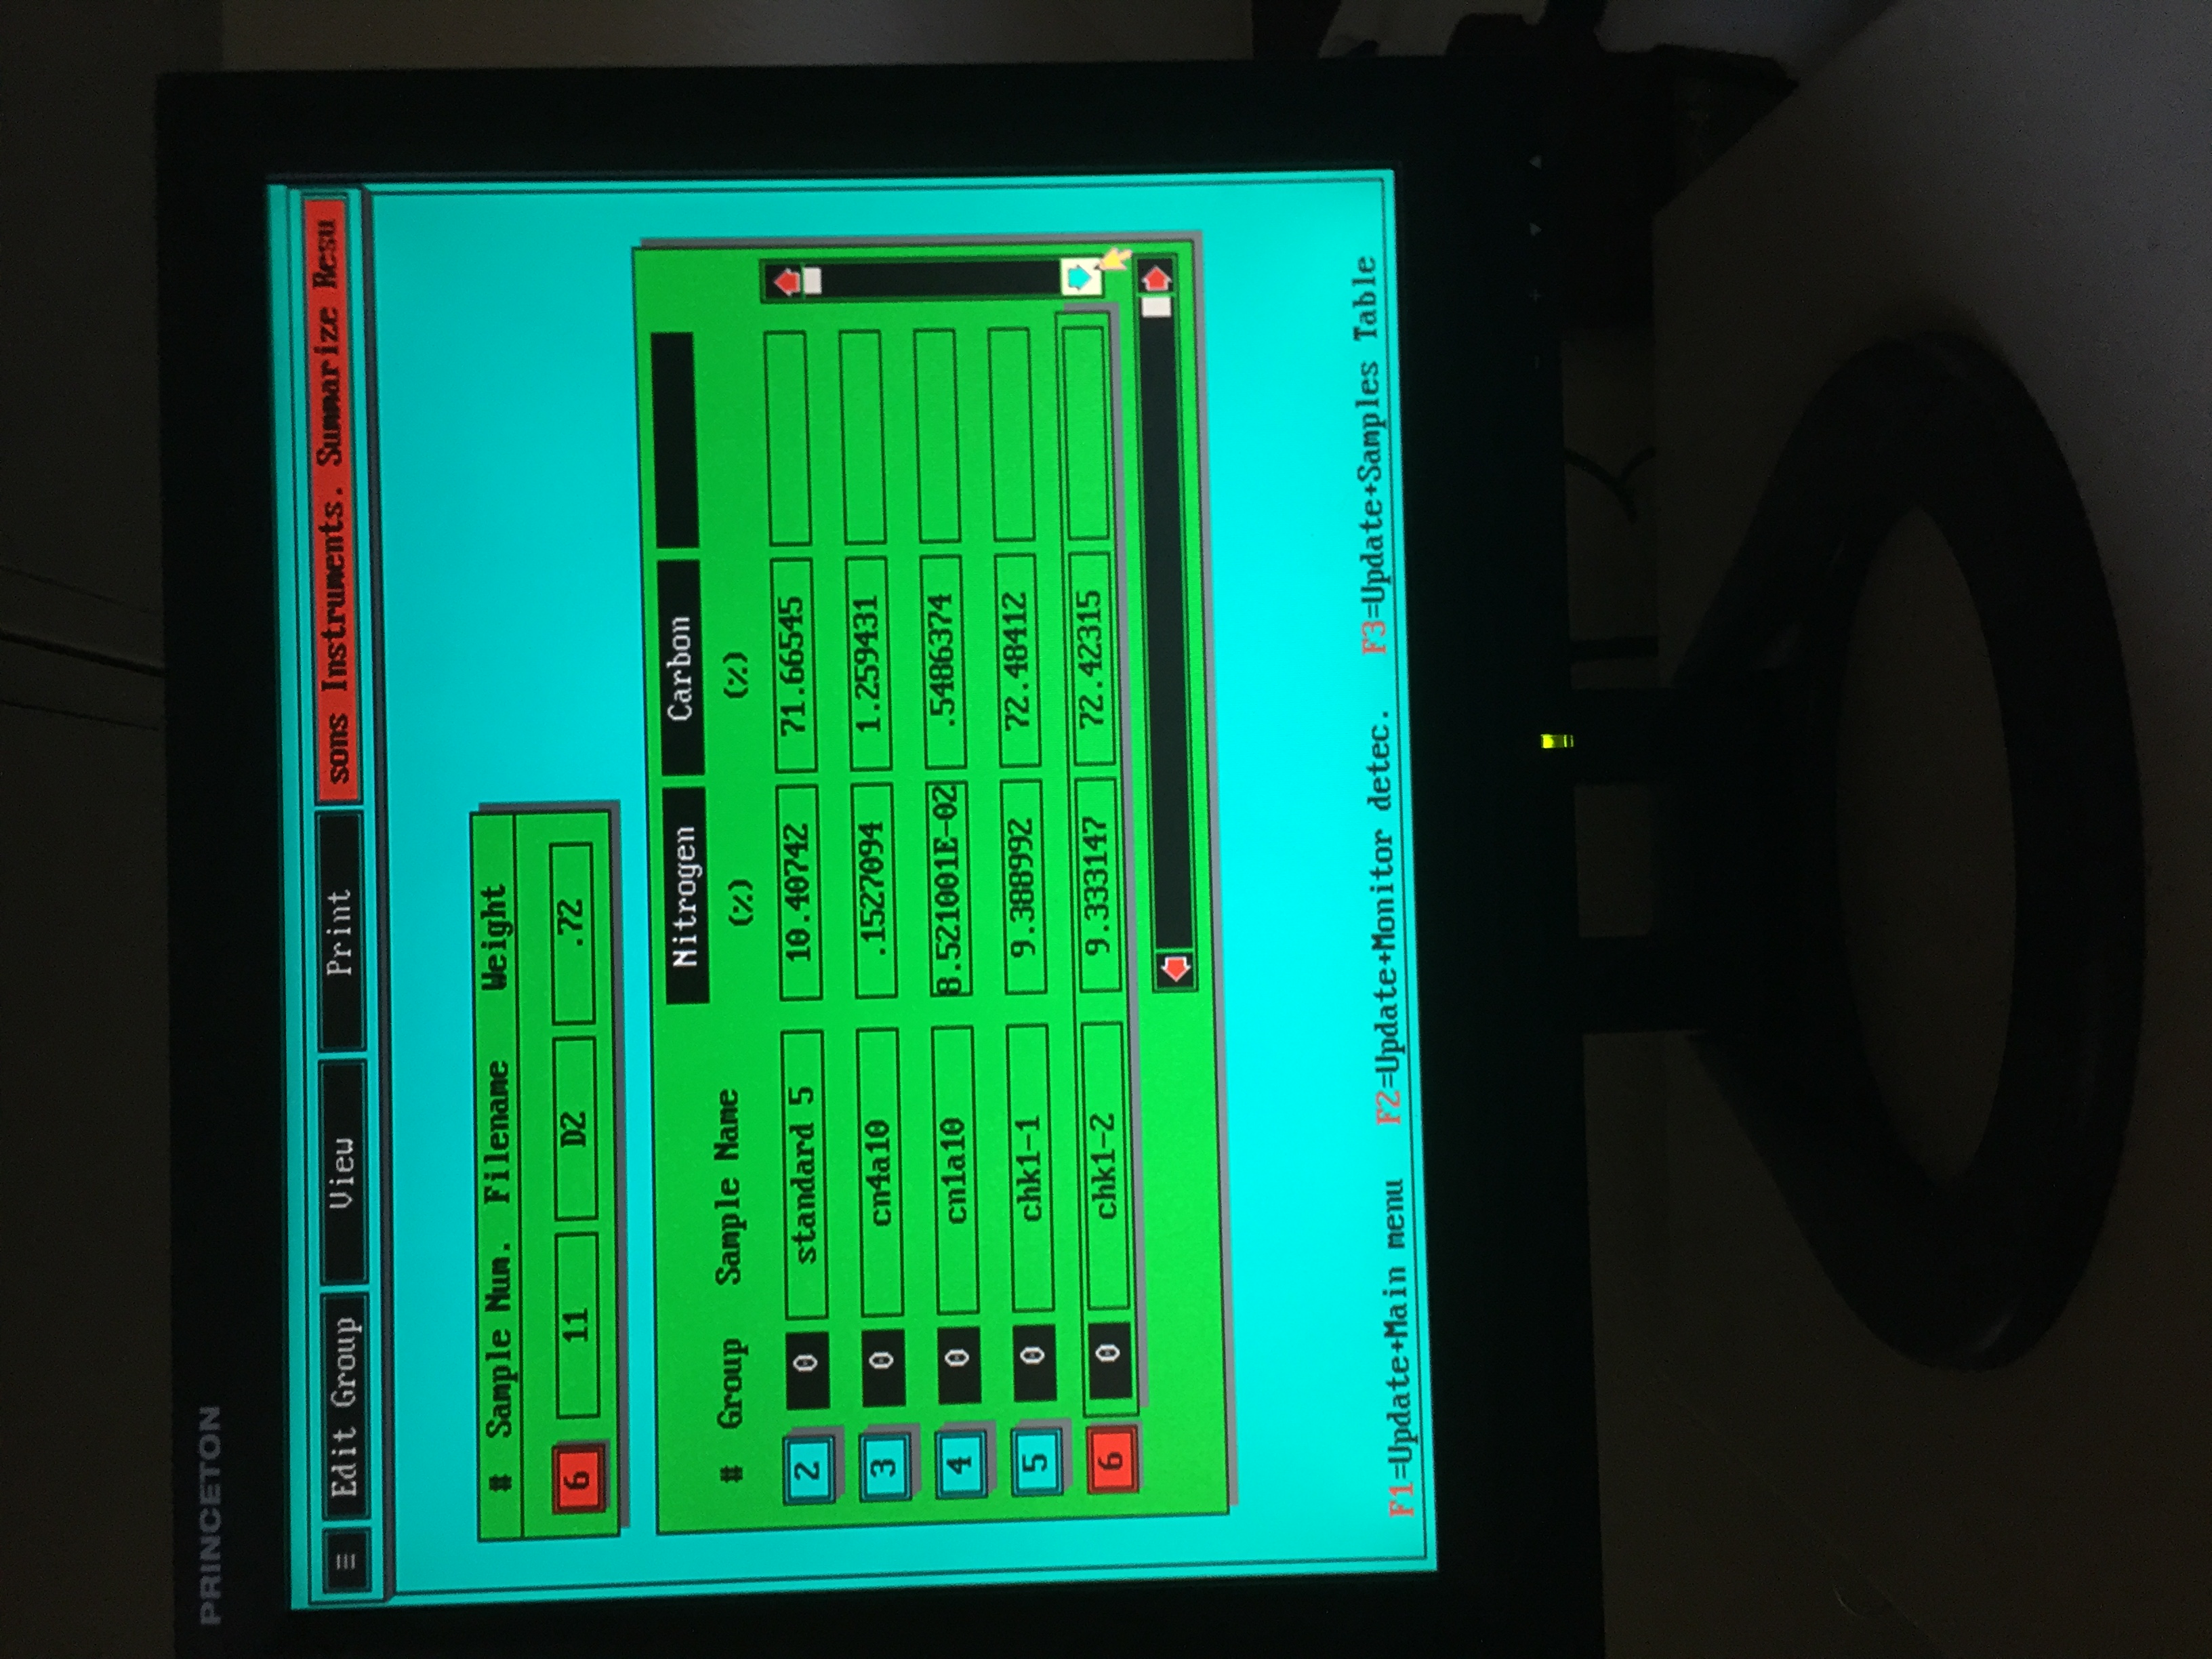 PRINCETON
≡ Edit Group View Print sons Instruments. Summarize Resu
# Sample Num. Filename Weight
6 11 D2 .72
Nitrogen Carbon
# Group Sample Name (%) (%)
2 0 standard 5 10.40742 71.66545
3 0 cn4a10 .1527094 1.259431
4 0 cn1a10 8.521001E-02 .5486374
5 0 chk1-1 9.388992 72.48412
6 0 chk1-2 9.333147 72.42315
F1=Update+Main menu F2=Update+Monitor detec. F3=Update+Samples Table